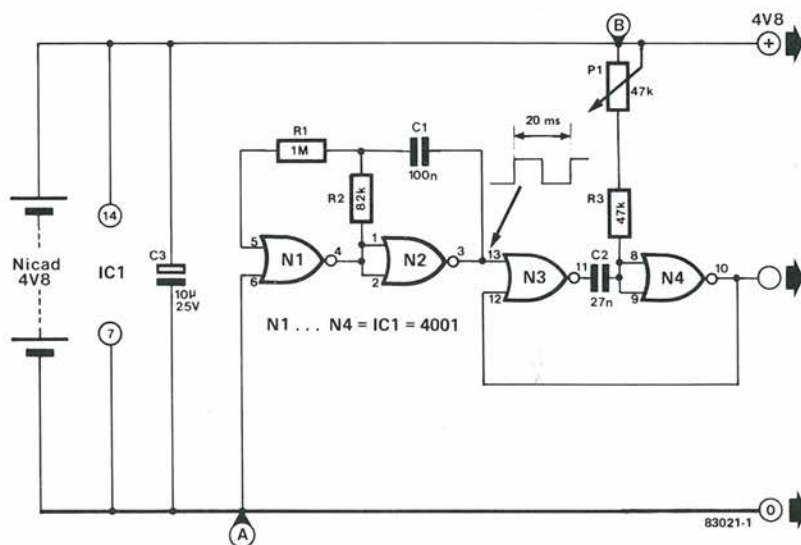 B
4V8
+
P1
47k
20 ms
R1
1M
C1
100n
R2
82k
R3
47k
14
Nicad
4V8
IC1
C3
10µ
25V
7
5
6
N1
4
1
2
N2
3
13
12
N3
11
C2
27n
8
9
N4
10
N1 . . . N4 = IC1 = 4001
A
0
83021-1